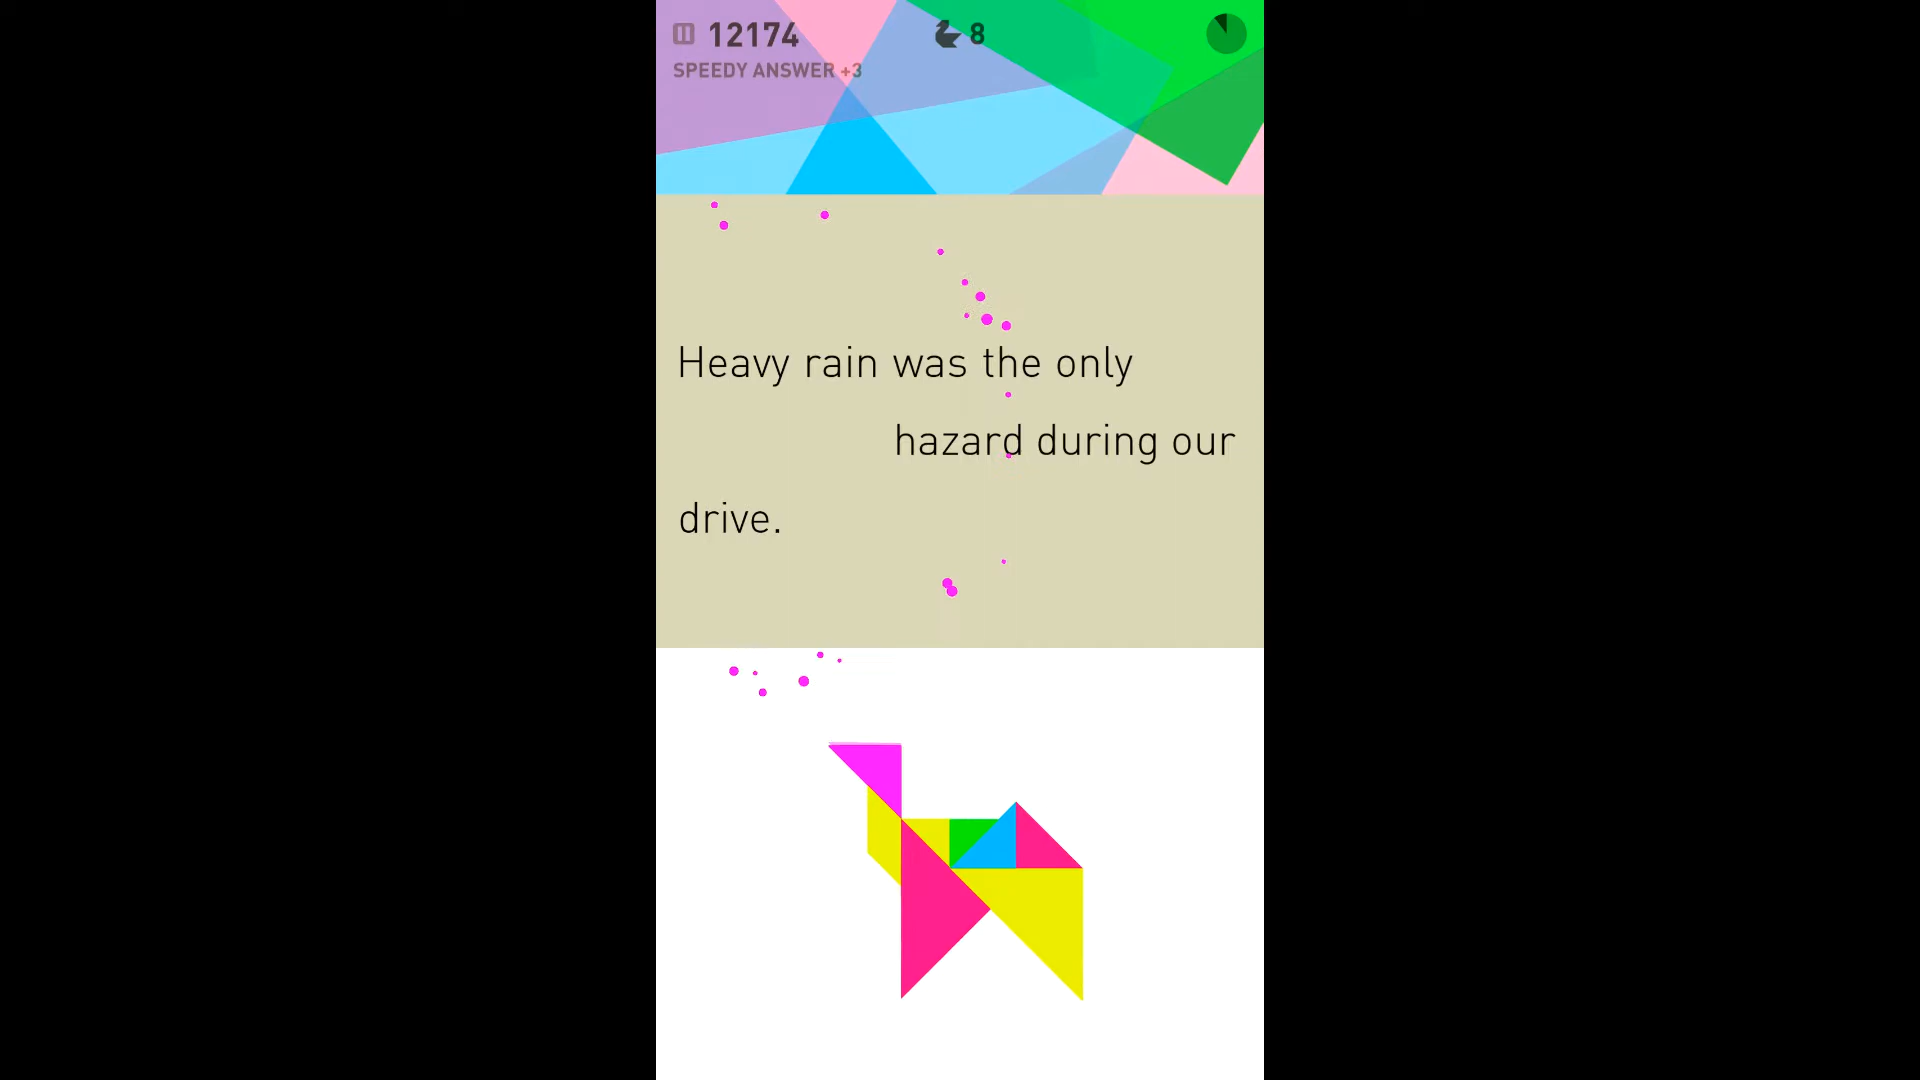 12174
8
SPEEDY ANSWER +3
Heavy rain was the only
hazard during our
drive.